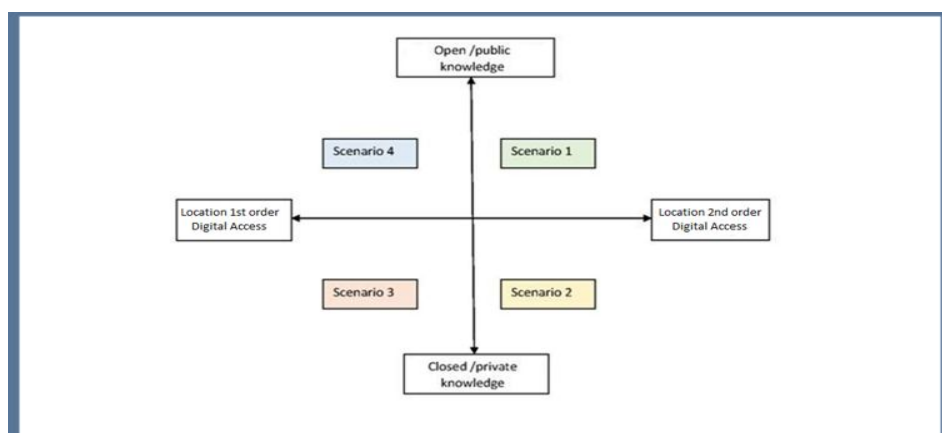 Open /public
knowledge
Scenario 4
Scenario 1
Location 1st order
Digital Access
Location 2nd order
Digital Access
Scenario 3
Scenario 2
Closed /private
knowledge